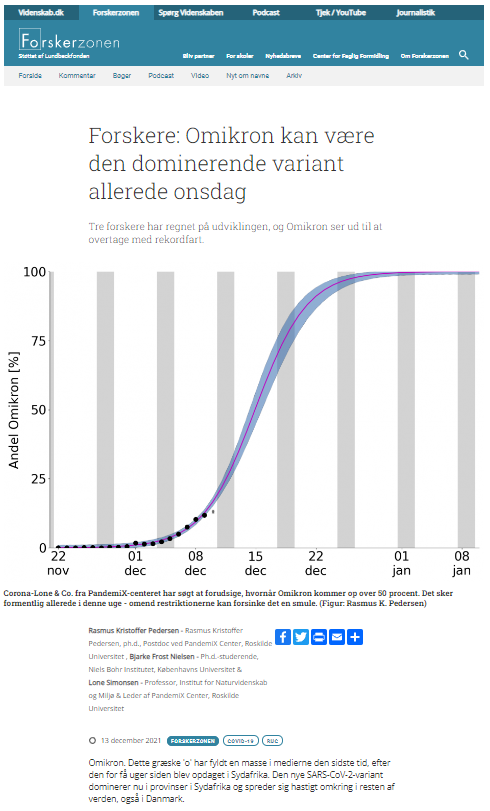 Videnskab.dk Forskerzonen Spørg Videnskaben Podcast Tjek / YouTube Journalistik
Forskerzonen
Støttet af Lundbeckfonden
Bliv partner For skoler Nyhedsbreve Center for Faglig Formidling Om Forskerzonen
Forside Kommentar Bøger Podcast Video Nyt om navne Arkiv
Forskere: Omikron kan være
den dominerende variant
allerede onsdag
Tre forskere har regnet på udviklingen, og Omikron ser ud til at
overtage med rekordfart.
Andel Omikron [%]
100
75
50
25
0
22 01 08 15 22 01 08
nov dec dec dec dec jan jan
Corona-Lone & Co. fra PandemiX-centeret har søgt at forudsige, hvornår Omikron kommer op over 50 procent. Det sker
formentlig allerede i denne uge - omend restriktionerne kan forsinke det en smule. (Figur: Rasmus K. Pedersen)
Rasmus Kristoffer Pedersen - Rasmus Kristoffer
Pedersen, ph.d., Postdoc ved PandemiX Center, Roskilde
Universitet , Bjarke Frost Nielsen - Ph.d.-studerende,
Niels Bohr Institutet, Københavns Universitet &
Lone Simonsen - Professor, Institut for Naturvidenskab
og Miljø & Leder af PandemiX Center, Roskilde
Universitet
13 december 2021 FORSKERZONEN COVID-19 RUC
Omikron. Dette græske 'o' har fyldt en masse i medierne den sidste tid, efter
den for få uger siden blev opdaget i Sydafrika. Den nye SARS-CoV-2-variant
dominerer nu i provinser i Sydafrika og spreder sig hastigt omkring i resten af
verden, også i Danmark.